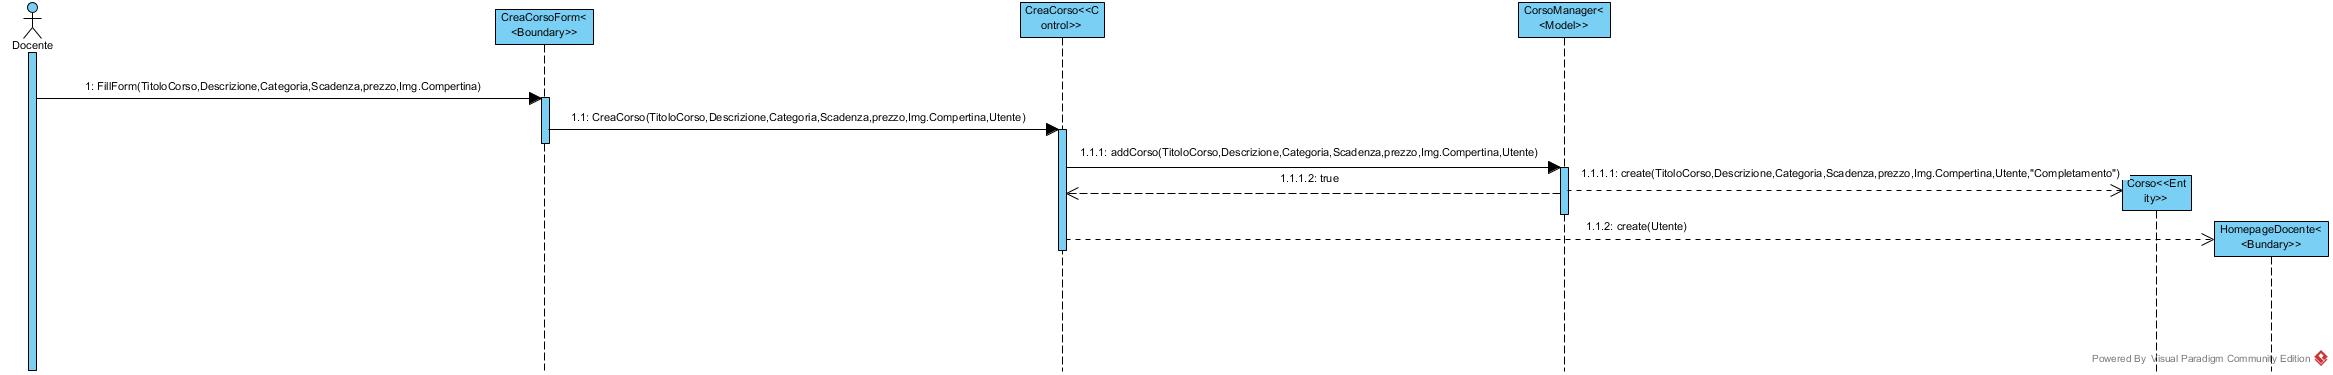 CreaCorsoForm<
<Boundary>>
CreaCorso<<C
ontrol>>
CorsoManager<
<Model>>
Docente
1: FillForm(TitoloCorso,Descrizione,Categoria,Scadenza,prezzo,Img.Compertina)
1.1: CreaCorso(TitoloCorso,Descrizione,Categoria,Scadenza,prezzo,Img.Compertina,Utente)
1.1.1: addCorso(TitoloCorso,Descrizione,Categoria,Scadenza,prezzo,Img.Compertina,Utente)
1.1.1.1: create(TitoloCorso,Descrizione,Categoria,Scadenza,prezzo,Img.Compertina,Utente,"Completamento")
1.1.1.2: true
Corso<<Ent
ity>>
1.1.2: create(Utente)
HomepageDocente<
<Bundary>>
Powered By Visual Paradigm Community Edition